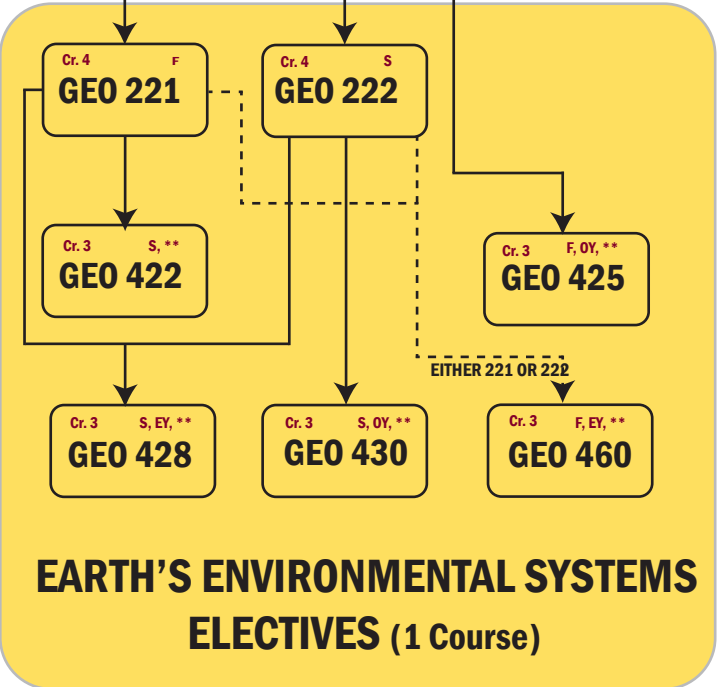 Cr. 4 F
GEO 221
Cr. 4 S
GEO 222
Cr. 3 S, **
GEO 422
Cr. 3 F, OY, **
GEO 425
EITHER 221 OR 222
Cr. 3 S, EY, **
GEO 428
Cr. 3 S, OY, **
GEO 430
Cr. 3 F, EY, **
GEO 460
EARTH’S ENVIRONMENTAL SYSTEMS
ELECTIVES (1 Course)